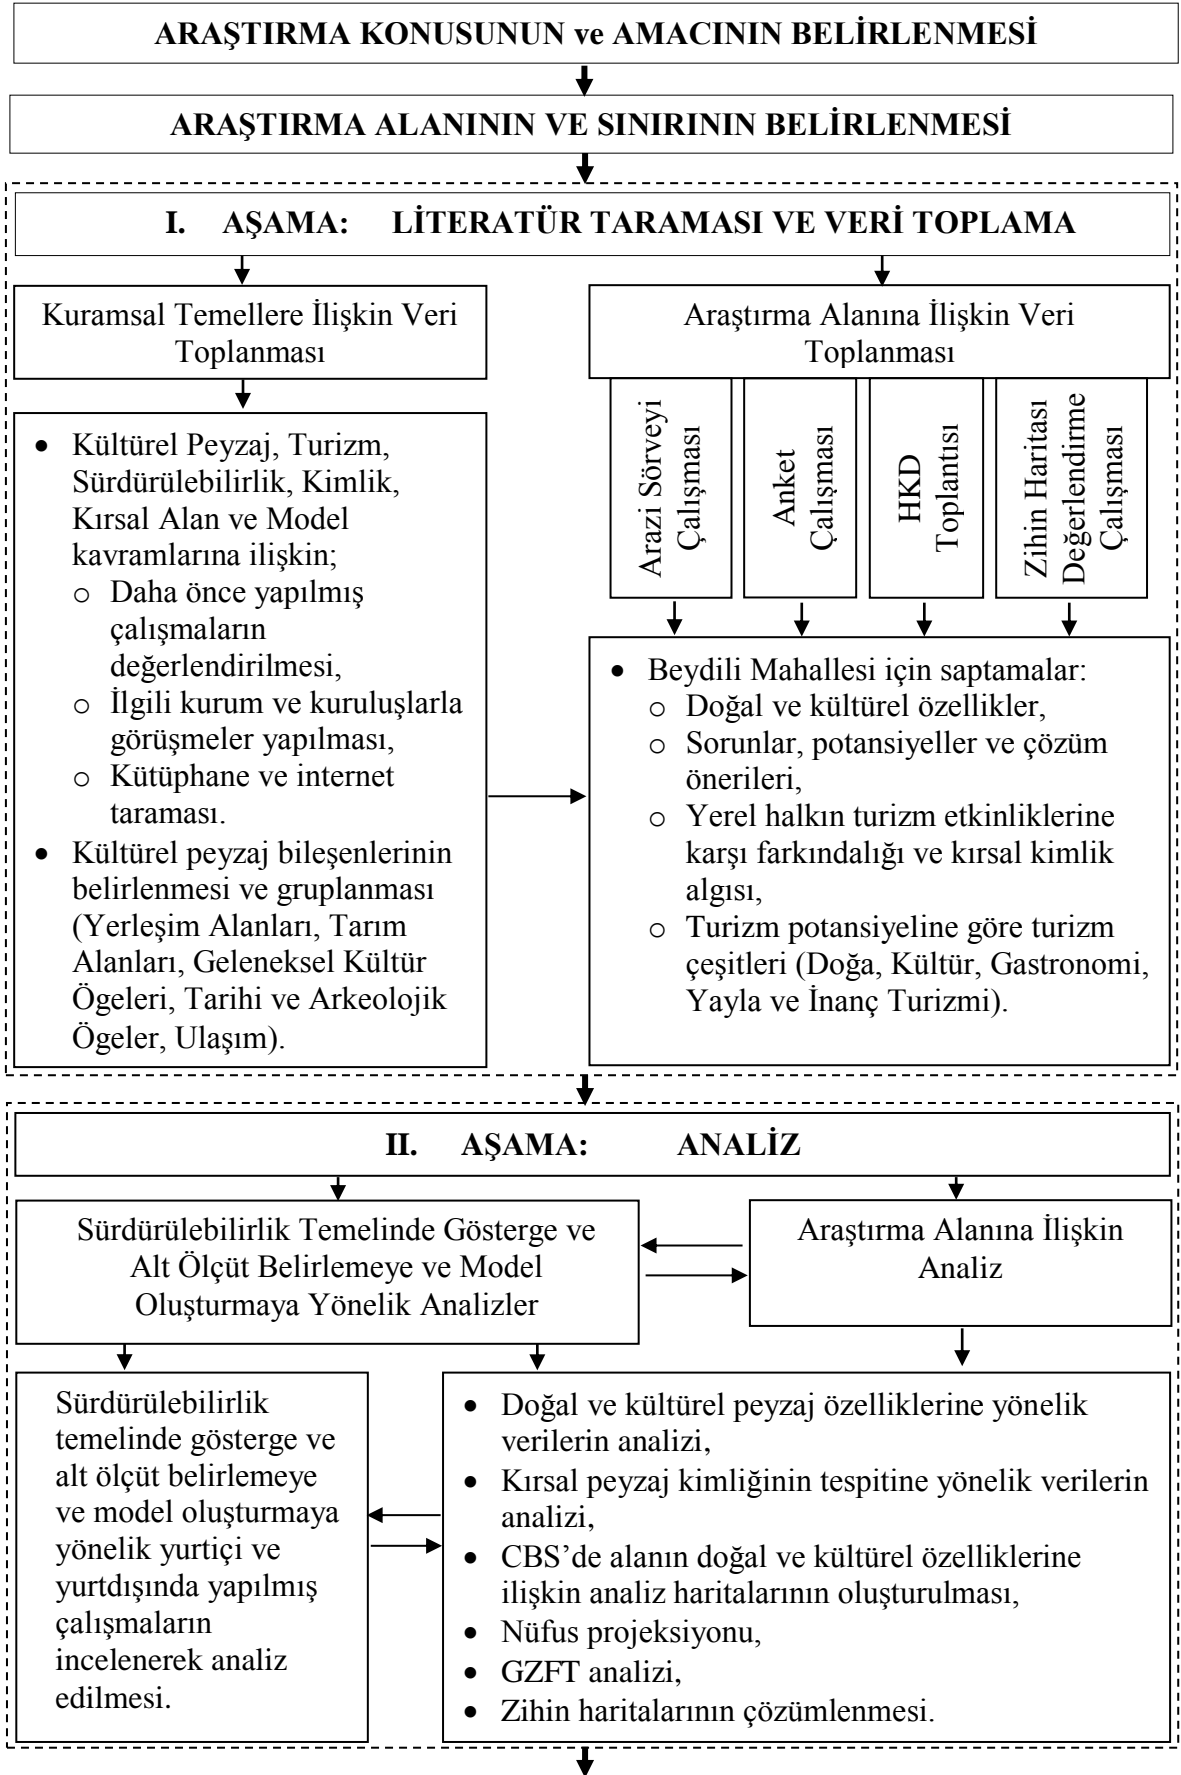 ARAŞTIRMA KONUSUNUN ve AMACININ BELİRLENMESİ
ARAŞTIRMA ALANININ VE SINIRININ BELİRLENMESİ
I. AŞAMA: LİTERATÜR TARAMASI VE VERİ TOPLAMA
Kuramsal Temellere İlişkin Veri
Toplanması
Araştırma Alanına İlişkin Veri
Toplanması
Arazi Sörveyi
Çalışması
Anket
Çalışması
HKD
Toplantısı
Zihin Haritası
Değerlendirme
Çalışması
• Kültürel Peyzaj, Turizm,
Sürdürülebilirlik, Kimlik,
Kırsal Alan ve Model
kavramlarına ilişkin;
o Daha önce yapılmış
çalışmaların
değerlendirilmesi,
o İlgili kurum ve kuruluşlarla
görüşmeler yapılması,
o Kütüphane ve internet
taraması.
• Kültürel peyzaj bileşenlerinin
belirlenmesi ve gruplanması
(Yerleşim Alanları, Tarım
Alanları, Geleneksel Kültür
Ögeleri, Tarihi ve Arkeolojik
Ögeler, Ulaşım).
• Beydili Mahallesi için saptamalar:
o Doğal ve kültürel özellikler,
o Sorunlar, potansiyeller ve çözüm
önerileri,
o Yerel halkın turizm etkinliklerine
karşı farkındalığı ve kırsal kimlik
algısı,
o Turizm potansiyeline göre turizm
çeşitleri (Doğa, Kültür, Gastronomi,
Yayla ve İnanç Turizmi).
II. AŞAMA: ANALİZ
Sürdürülebilirlik Temelinde Gösterge ve
Alt Ölçüt Belirlemeye ve Model
Oluşturmaya Yönelik Analizler
Araştırma Alanına İlişkin
Analiz
Sürdürülebilirlik
temelinde gösterge ve
alt ölçüt belirlemeye
ve model oluşturmaya
yönelik yurtiçi ve
yurtdışında yapılmış
çalışmaların
incelenerek analiz
edilmesi.
• Doğal ve kültürel peyzaj özelliklerine yönelik
verilerin analizi,
• Kırsal peyzaj kimliğinin tespitine yönelik verilerin
analizi,
• CBS’de alanın doğal ve kültürel özelliklerine
ilişkin analiz haritalarının oluşturulması,
• Nüfus projeksiyonu,
• GZFT analizi,
• Zihin haritalarının çözümlenmesi.